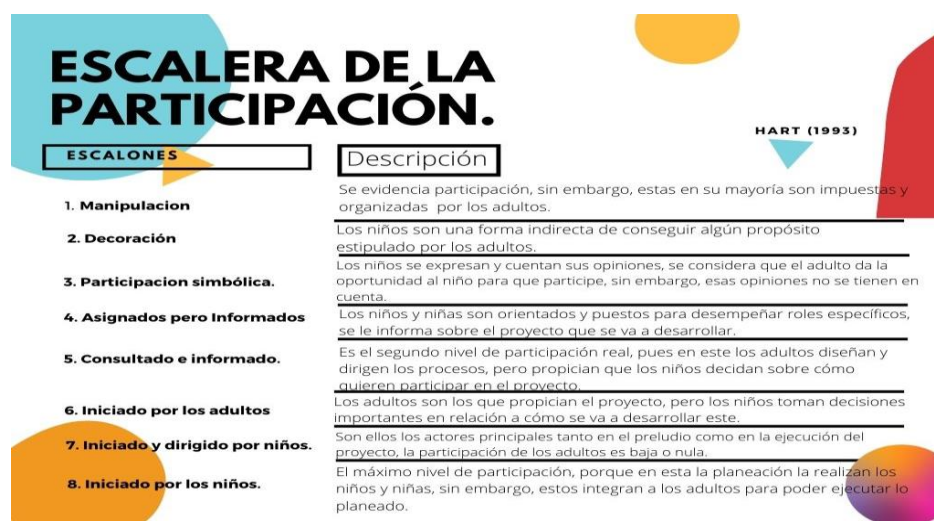 ESCALERA DE LA
PARTICIPACIÓN.
HART (1993)
ESCALONES
Descripción
1. Manipulacion
Se evidencia participación, sin embargo, estas en su mayoría son impuestas y
organizadas por los adultos.
2. Decoración
Los niños son una forma indirecta de conseguir algún propósito
estipulado por los adultos.
3. Participacion simbólica.
Los niños se expresan y cuentan sus opiniones, se considera que el adulto da la
oportunidad al niño para que participe, sin embargo, esas opiniones no se tienen en
cuenta.
4. Asignados pero Informados
Los niños y niñas son orientados y puestos para desempeñar roles específicos,
se le informa sobre el proyecto que se va a desarrollar.
5. Consultado e informado.
Es el segundo nivel de participación real, pues en este los adultos diseñan y
dirigen los procesos, pero propician que los niños decidan sobre cómo
quieren participar en el proyecto.
6. Iniciado por los adultos
Los adultos son los que propician el proyecto, pero los niños toman decisiones
importantes en relación a cómo se va a desarrollar este.
7. Iniciado y dirigido por niños.
Son ellos los actores principales tanto en el preludio como en la ejecución del
proyecto, la participación de los adultos es baja o nula.
8. Iniciado por los niños.
El máximo nivel de participación, porque en esta la planeación la realizan los
niños y niñas, sin embargo, estos integran a los adultos para poder ejecutar lo
planeado.